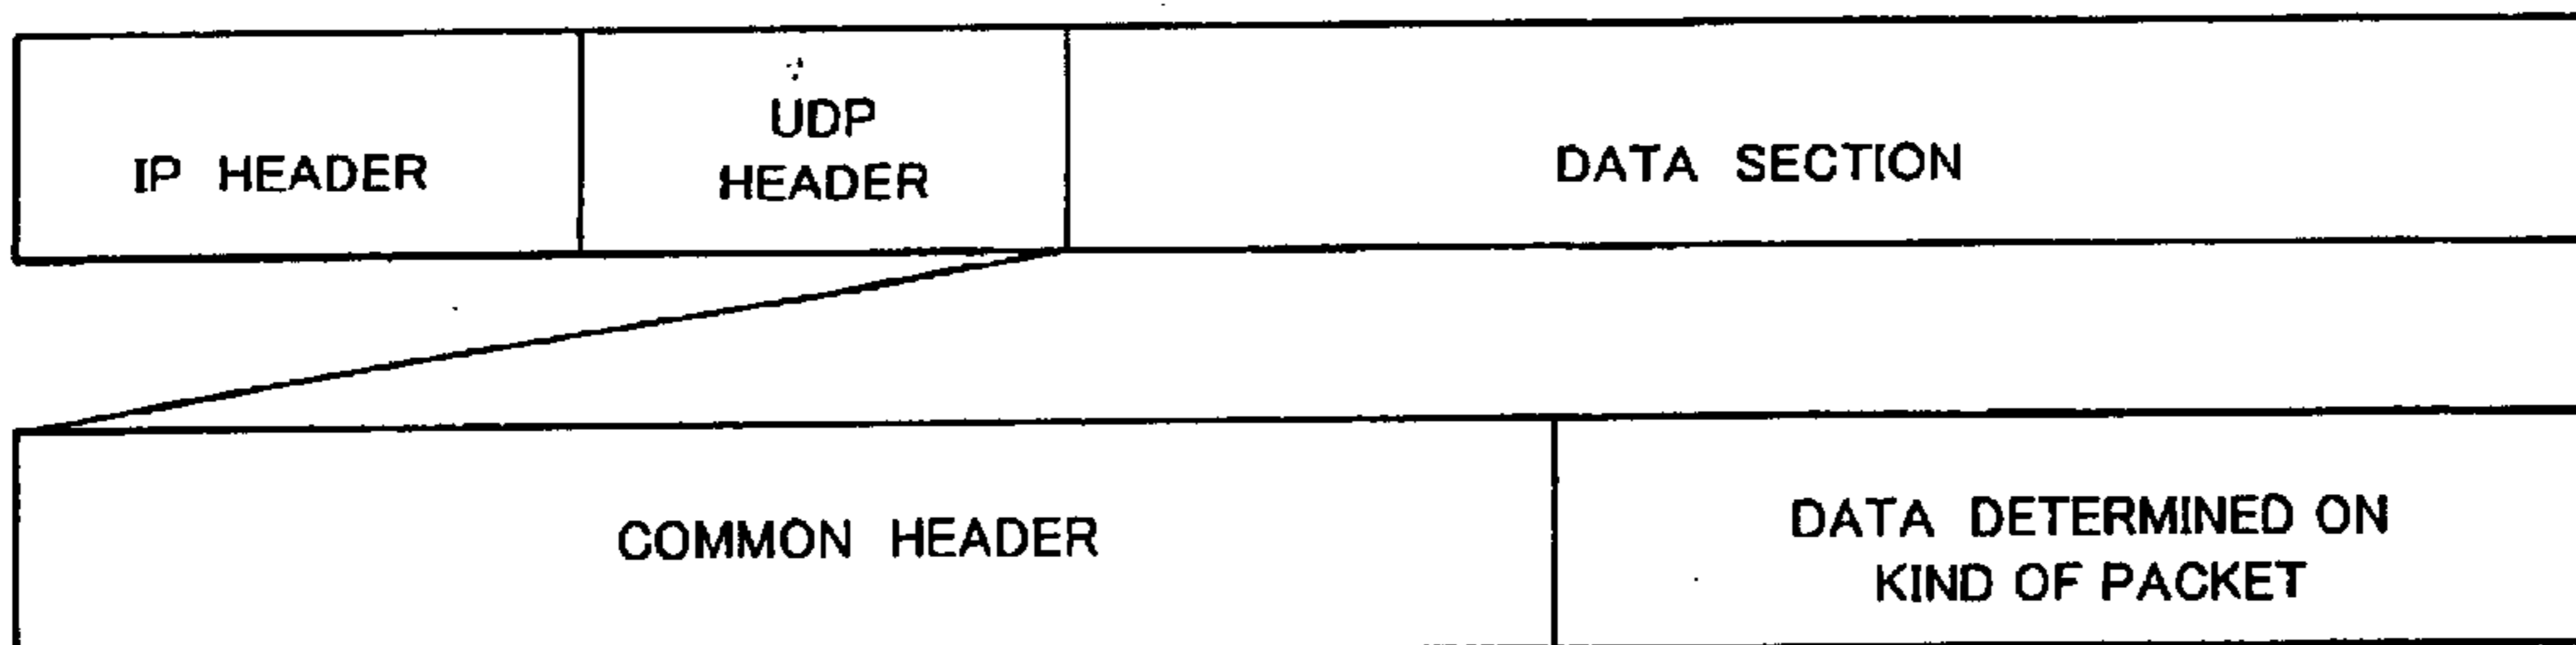 IP HEADER
UDP
HEADER
DATA SECTION
COMMON HEADER
DATA DETERMINED ON
KIND OF PACKET